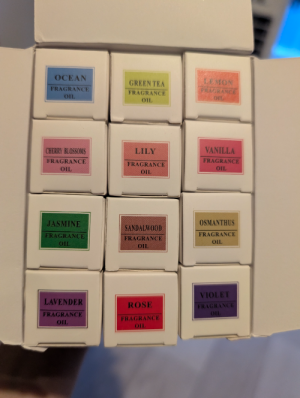 OCEAN
FRAGRANCE
OIL
GREEN TEA
FRAGRANCE
OIL
LEMON
FRAGRANCE
OIL
CHERRY BLOSSOMS
FRAGRANCE
OIL
LILY
FRAGRANCE
OIL
VANILLA
FRAGRANCE
OIL
JASMINE
FRAGRANCE
OIL
SANDALWOOD
FRAGRANCE
OIL
OSMANTHUS
FRAGRANCE
OIL
LAVENDER
FRAGRANCE
OIL
ROSE
FRAGRANCE
OIL
VIOLET
FRAGRANCE
OIL